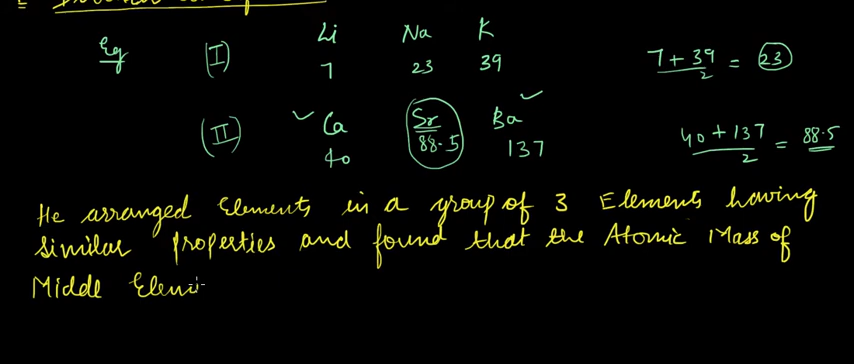 Eg (I) Li Na K
7 23 39
7 + 39 / 2 = 23
(II) Ca Sr Ba
40 88.5 137
40 + 137 / 2 = 88.5
He arranged Elements in a group of 3 Elements having
similar properties and found that the Atomic Mass of
Middle